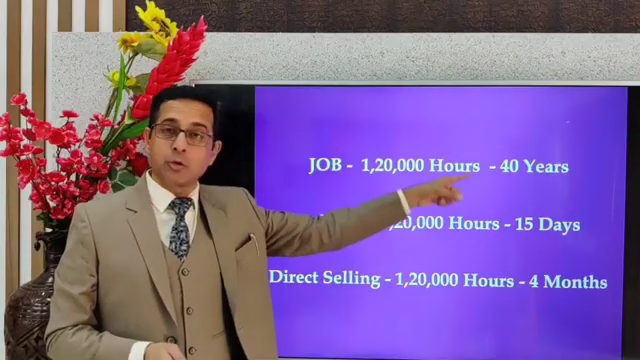 JOB - 1,20,000 Hours - 40 Years
20,000 Hours - 15 Days
Direct Selling - 1,20,000 Hours - 4 Months